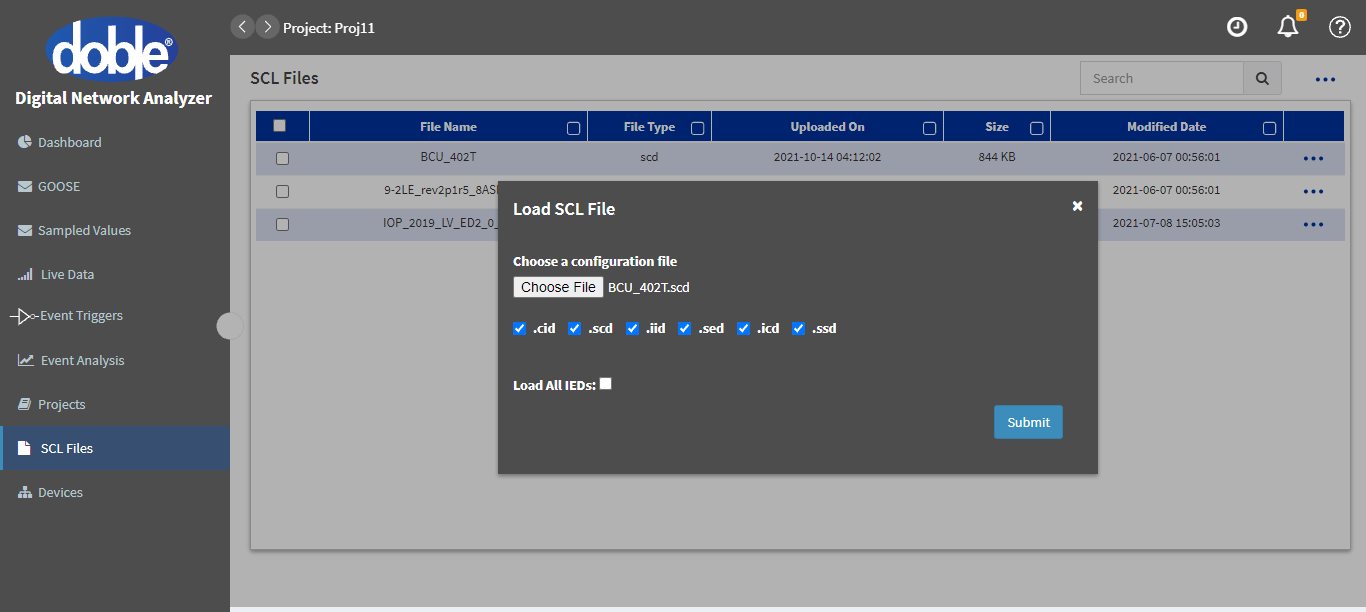 doble®
Digital Network Analyzer
Dashboard
GOOSE
Sampled Values
Live Data
Event Triggers
Event Analysis
Projects
SCL Files
Devices
Project: Proj11
0
SCL Files
Search
File Name File Type Uploaded On Size Modified Date
BCU_402T scd 2021-10-14 04:12:02 844 KB 2021-06-07 00:56:01
9-2LE_rev2p1r5_8AS 2021-06-07 00:56:01
IOP_2019_LV_ED2_0_ 2021-07-08 15:05:03
Load SCL File
Choose a configuration file
Choose File BCU_402T.scd
.cid .scd .iid .sed .icd .ssd
Load All IEDs:
Submit